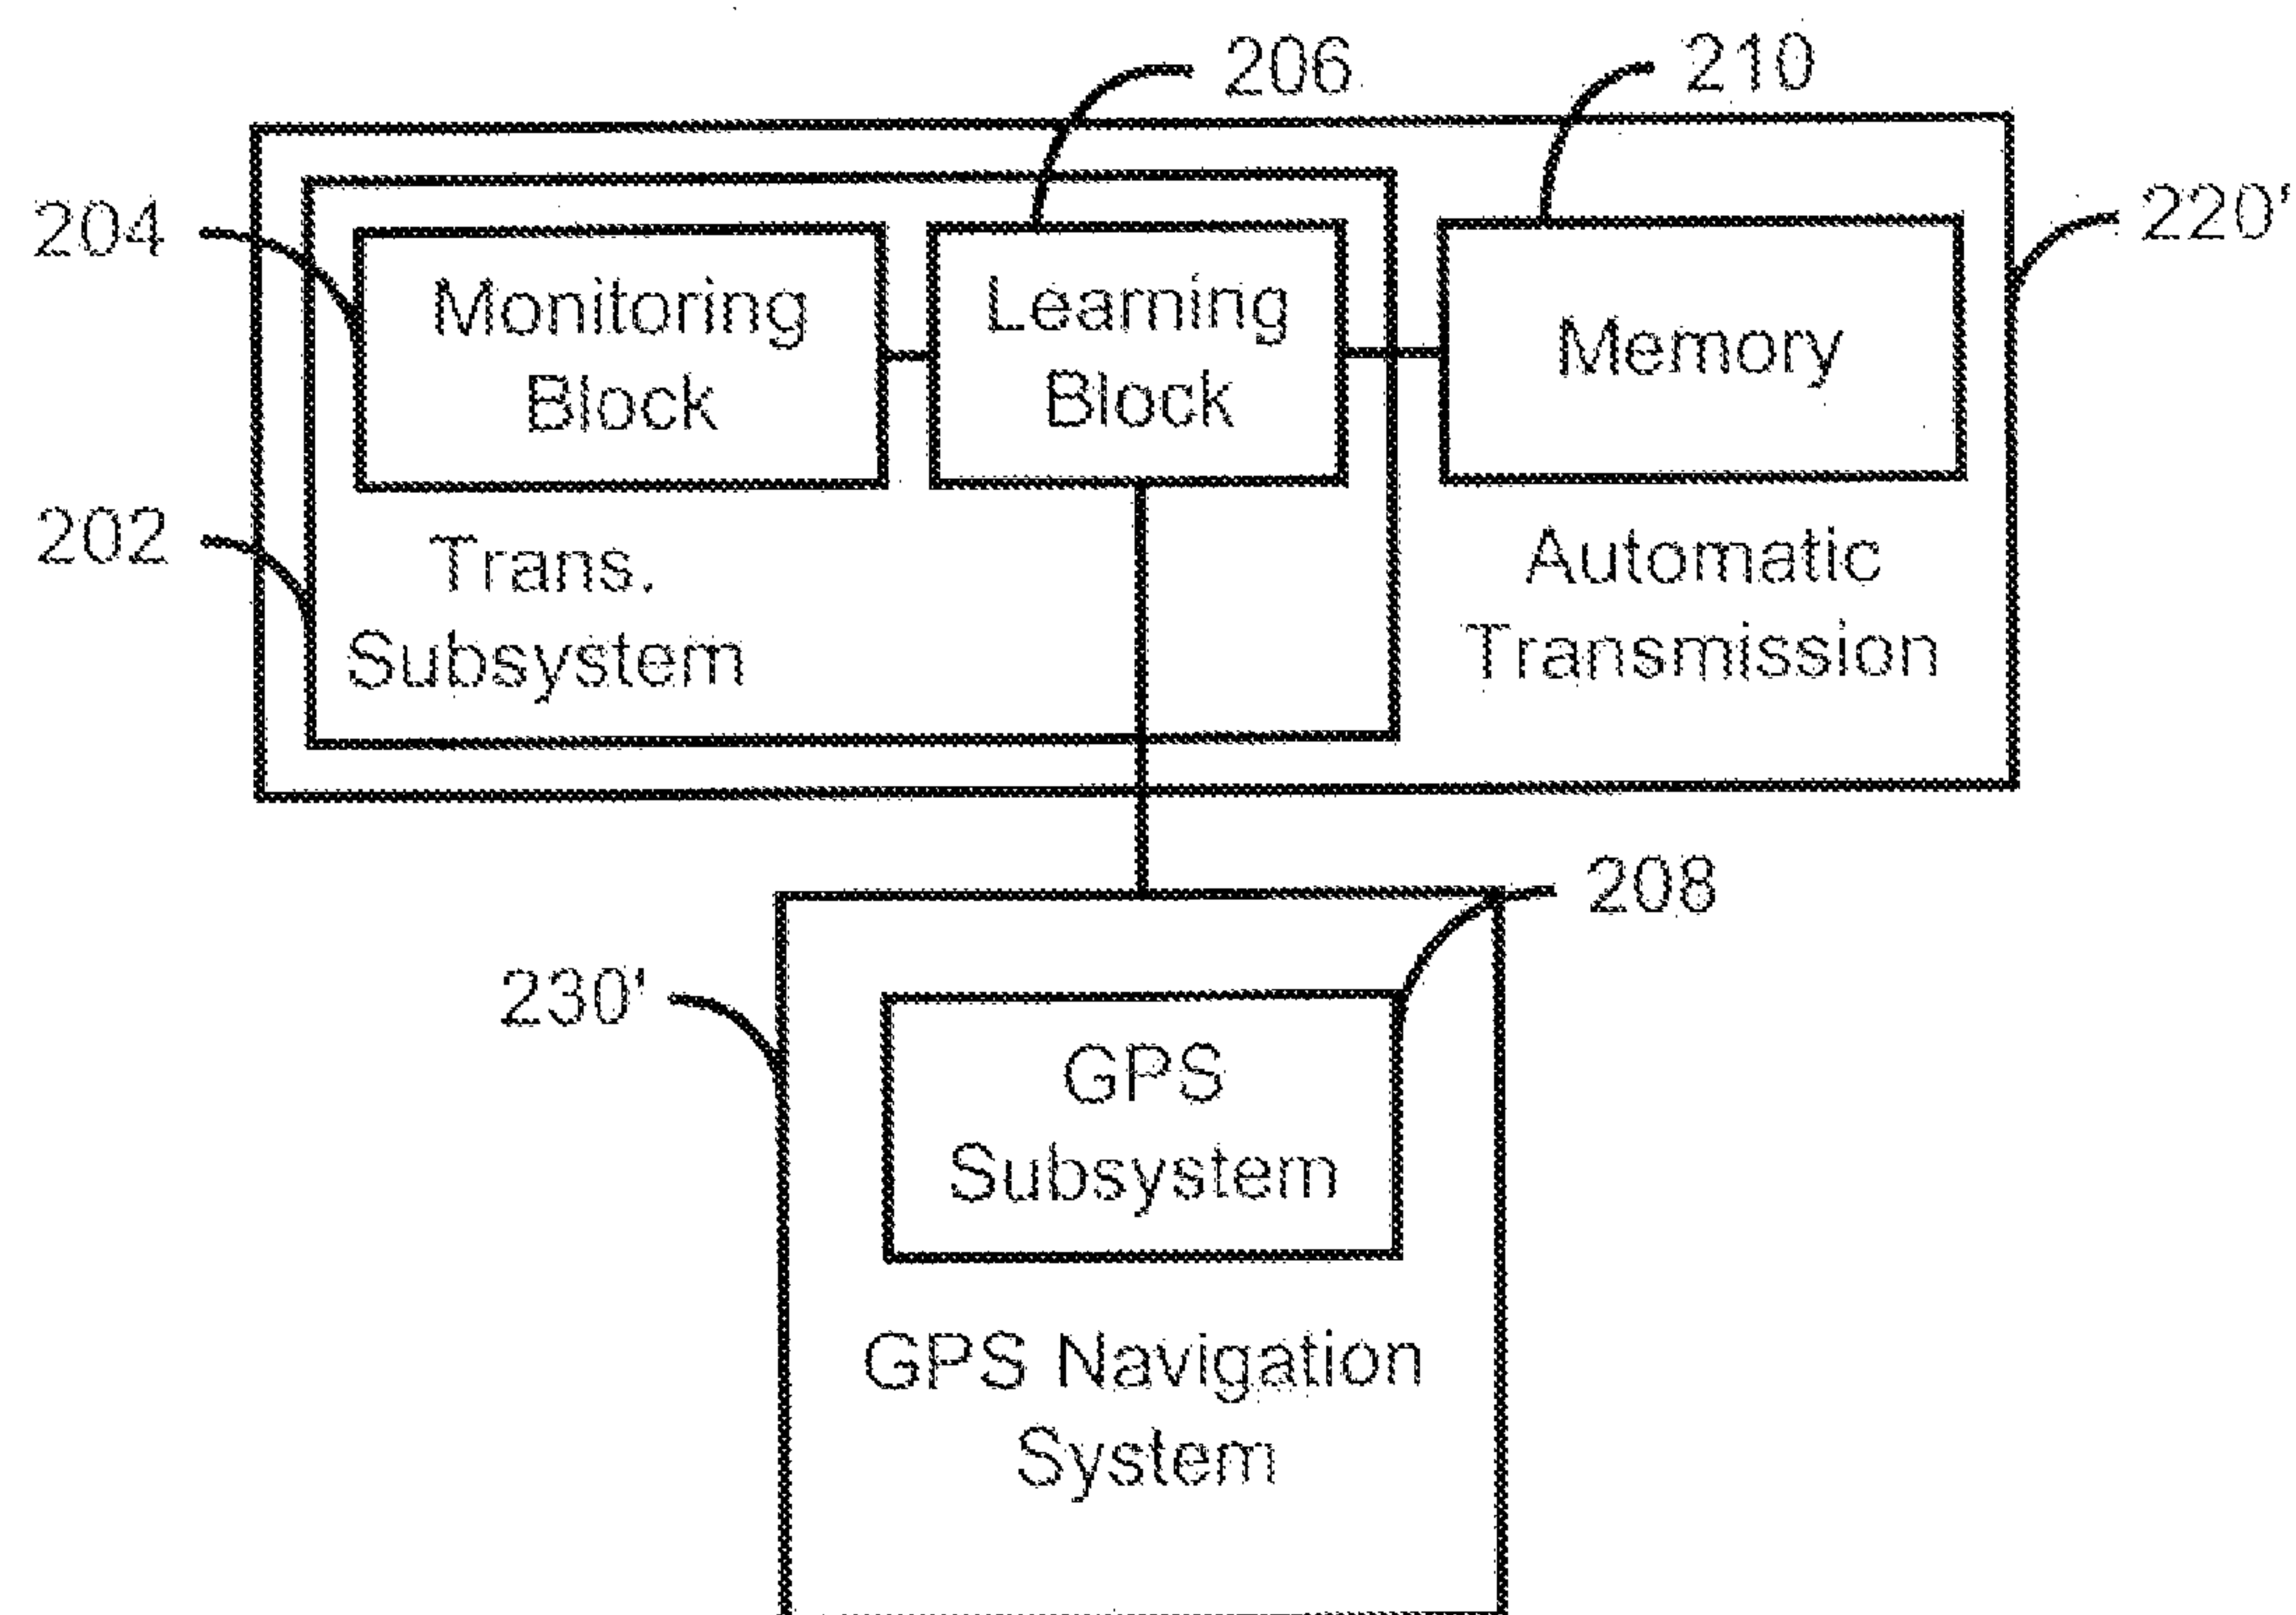 206
210
204
220'
Monitoring
Block
Learning
Block
Memory
202
Trans.
Subsystem
Automatic
Transmission
208
230'
GPS
Subsystem
GPS Navigation
System